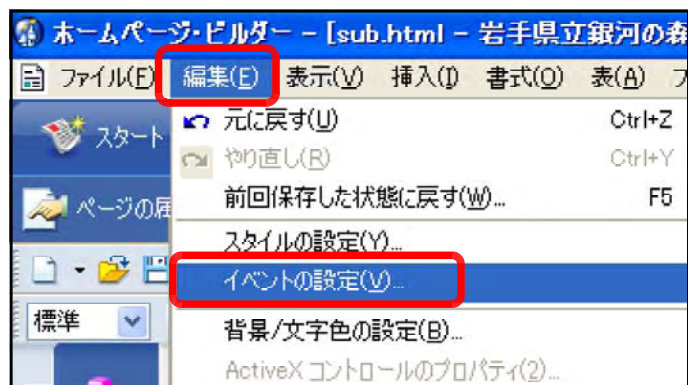 ホームページ・ビルダー - [sub.html - 岩手県立銀河の森
ファイル(F) 編集(E) 表示(V) 挿入(I) 書式(O) 表(A)
スタート
元に戻す(U) Ctrl+Z
やり直し(R) Ctrl+Y
ページの属
前回保存した状態に戻す(W)... F5
スタイルの設定(Y)...
イベントの設定(V)...
標準
背景/文字色の設定(B)...
ActiveX コントロールのプロパティ(2)...